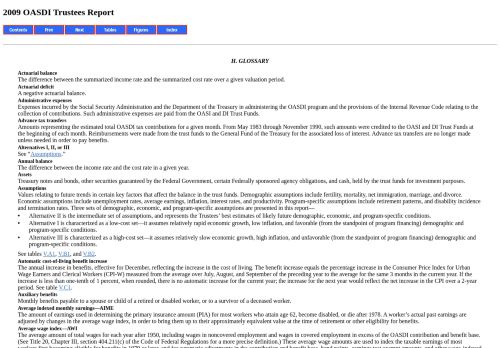 2009 OASDI Trustees Report
Contents Prev Next Tables Figures Index
H. GLOSSARY
Actuarial balance
The difference between the summarized income rate and the summarized cost rate over a given valuation period.
Actuarial deficit
A negative actuarial balance.
Administrative expenses
Expenses incurred by the Social Security Administration and the Department of the Treasury in administering the OASDI program and the provisions of the Internal Revenue Code relating to the
collection of contributions. Such administrative expenses are paid from the OASI and DI Trust Funds.
Advance tax transfers
Amounts representing the estimated total OASDI tax contributions for a given month. From May 1983 through November 1990, such amounts were credited to the OASI and DI Trust Funds at
the beginning of each month. Reimbursements were made from the trust funds to the General Fund of the Treasury for the associated loss of interest. Advance tax transfers are no longer made
unless needed in order to pay benefits.
Alternatives I, II, or III
See "Assumptions."
Annual balance
The difference between the income rate and the cost rate in a given year.
Assets
Treasury notes and bonds, other securities guaranteed by the Federal Government, certain Federally sponsored agency obligations, and cash, held by the trust funds for investment purposes.
Assumptions
Values relating to future trends in certain key factors that affect the balance in the trust funds. Demographic assumptions include fertility, mortality, net immigration, marriage, and divorce.
Economic assumptions include unemployment rates, average earnings, inflation, interest rates, and productivity. Program-specific assumptions include retirement patterns, and disability incidence
and termination rates. Three sets of demographic, economic, and program-specific assumptions are presented in this report—
• Alternative II is the intermediate set of assumptions, and represents the Trustees' best estimates of likely future demographic, economic, and program-specific conditions.
• Alternative I is characterized as a low-cost set—it assumes relatively rapid economic growth, low inflation, and favorable (from the standpoint of program financing) demographic and
program-specific conditions.
• Alternative III is characterized as a high-cost set—it assumes relatively slow economic growth, high inflation, and unfavorable (from the standpoint of program financing) demographic and
program-specific conditions.
See tables V.A1, V.B1, and V.B2.
Automatic cost-of-living benefit increase
The annual increase in benefits, effective for December, reflecting the increase in the cost of living. The benefit increase equals the percentage increase in the Consumer Price Index for Urban
Wage Earners and Clerical Workers (CPI-W) measured from the average over July, August, and September of the preceding year to the average for the same 3 months in the current year. If the
increase is less than one-tenth of 1 percent, when rounded, there is no automatic increase for the current year; the increase for the next year would reflect the net increase in the CPI over a 2-year
period. See table V.C1.
Auxiliary benefits
Monthly benefits payable to a spouse or child of a retired or disabled worker, or to a survivor of a deceased worker.
Average indexed monthly earnings—AIME
The amount of earnings used in determining the primary insurance amount (PIA) for most workers who attain age 62, become disabled, or die after 1978. A worker's actual past earnings are
adjusted by changes in the average wage index, in order to bring them up to their approximately equivalent value at the time of retirement or other eligibility for benefits.
Average wage index—AWI
The average amount of total wages for each year after 1950, including wages in noncovered employment and wages in covered employment in excess of the OASDI contribution and benefit base.
(See Title 20, Chapter III, section 404.211(c) of the Code of Federal Regulations for a more precise definition.) These average wage amounts are used to index the taxable earnings of most